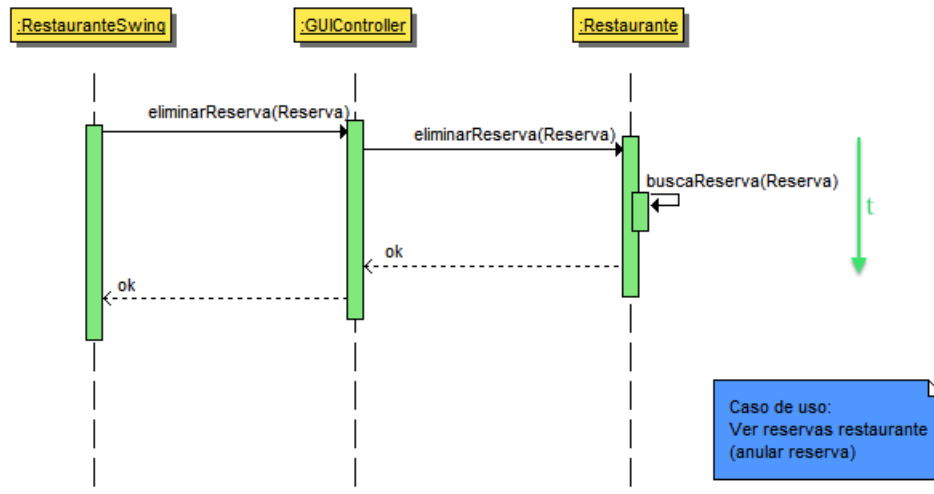 :RestauranteSwing
:GUIController
:Restaurante
eliminarReserva(Reserva)
eliminarReserva(Reserva)
buscaReserva(Reserva)
t
ok
ok
Caso de uso:
Ver reservas restaurante
(anular reserva)